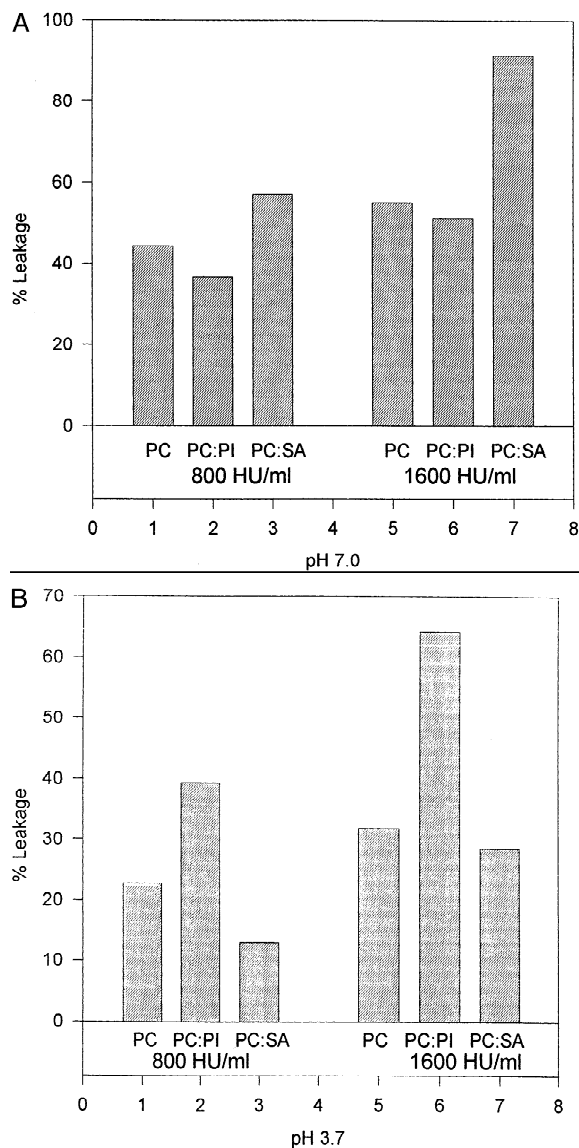 A
100
80
60
40
20
0
% Leakage
PC PC:PI PC:SA PC PC:PI PC:SA
800 HU/ml 1600 HU/ml
0 1 2 3 4 5 6 7 8
pH 7.0
B
70
60
50
40
30
20
10
0
% Leakage
PC PC:PI PC:SA PC PC:PI PC:SA
800 HU/ml 1600 HU/ml
0 1 2 3 4 5 6 7 8
pH 3.7